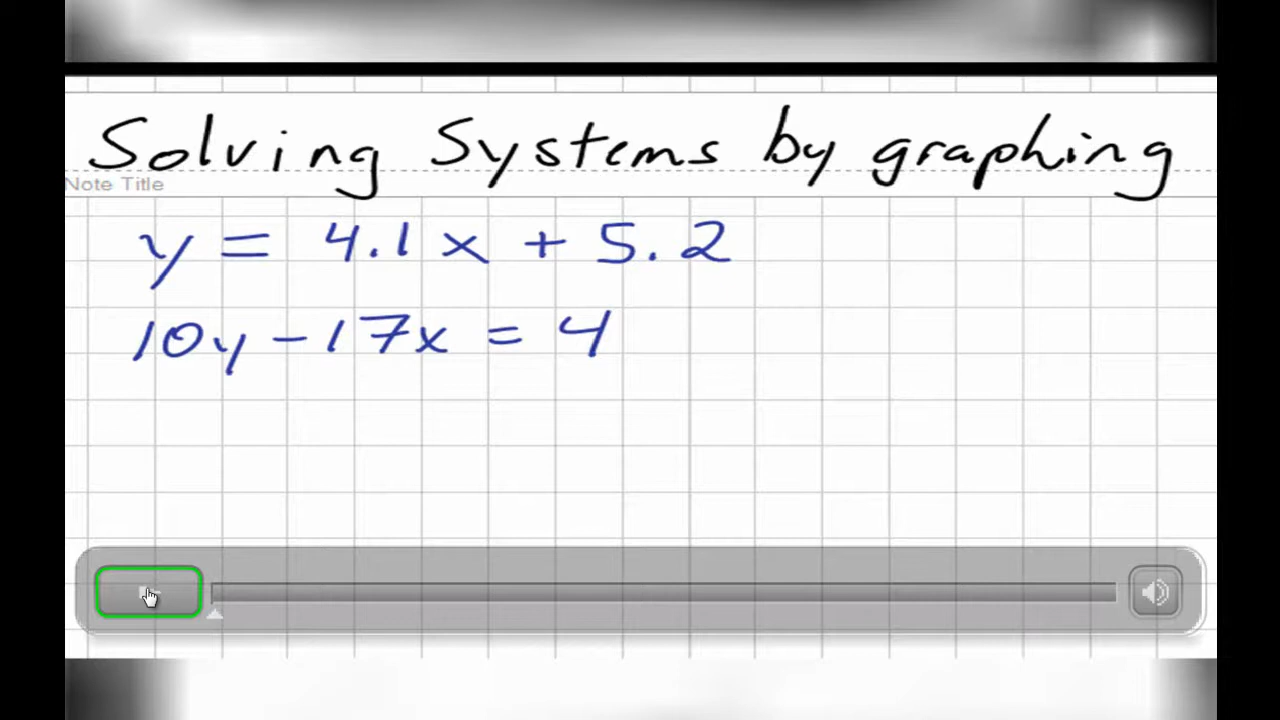 Solving Systems by graphing
Note Title
y = 4.1x + 5.2
10y - 17x = 4